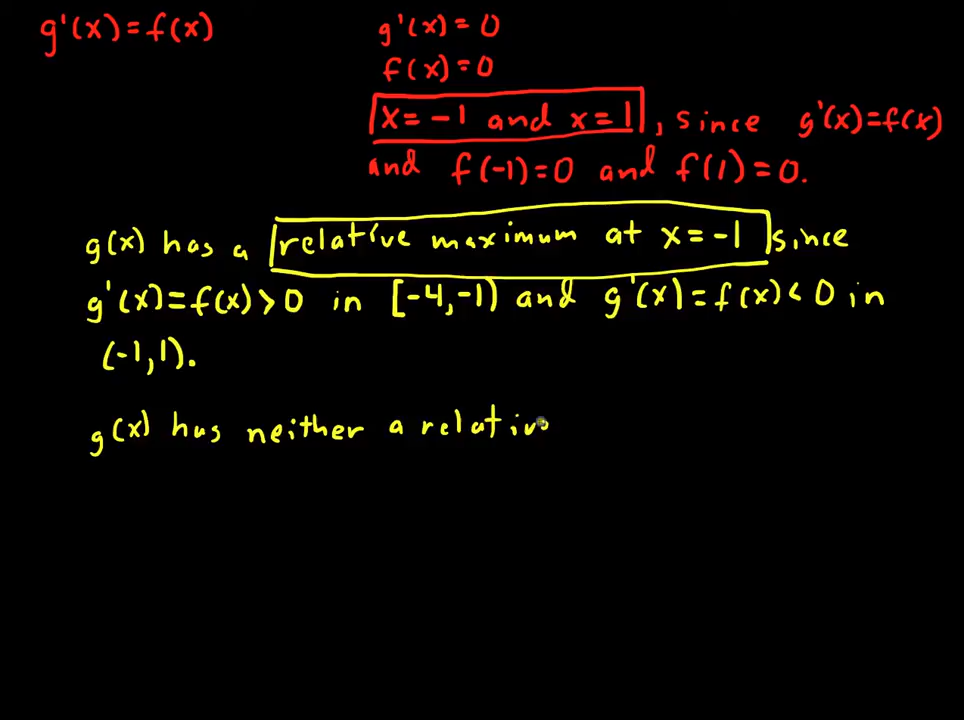 g'(x)=f(x)
g'(x)=0
f(x)=0
x=-1 and x=1, since g'(x)=f(x)
and f(-1)=0 and f(1)=0.
g(x) has a relative maximum at x=-1 since
g'(x)=f(x)>0 in [-4,-1) and g'(x)=f(x)<0 in
(-1,1).
g(x) has neither a relativ